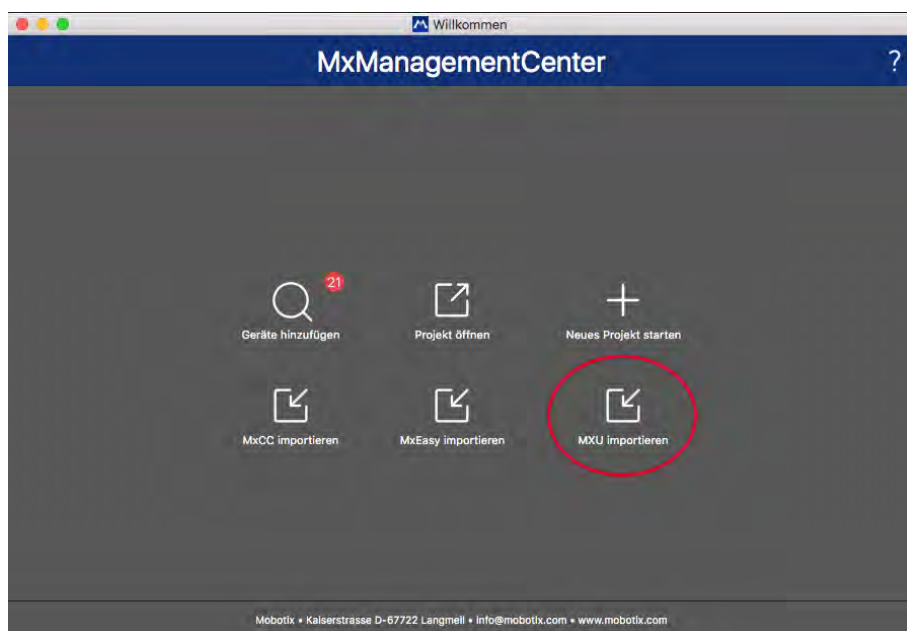 Willkommen
MxManagementCenter
?
21
Geräte hinzufügen
Projekt öffnen
Neues Projekt starten
MxCC importieren
MxEasy importieren
MXU importieren
Mobotix • Kaiserstrasse D-67722 Langmeil • info@mobotix.com • www.mobotix.com